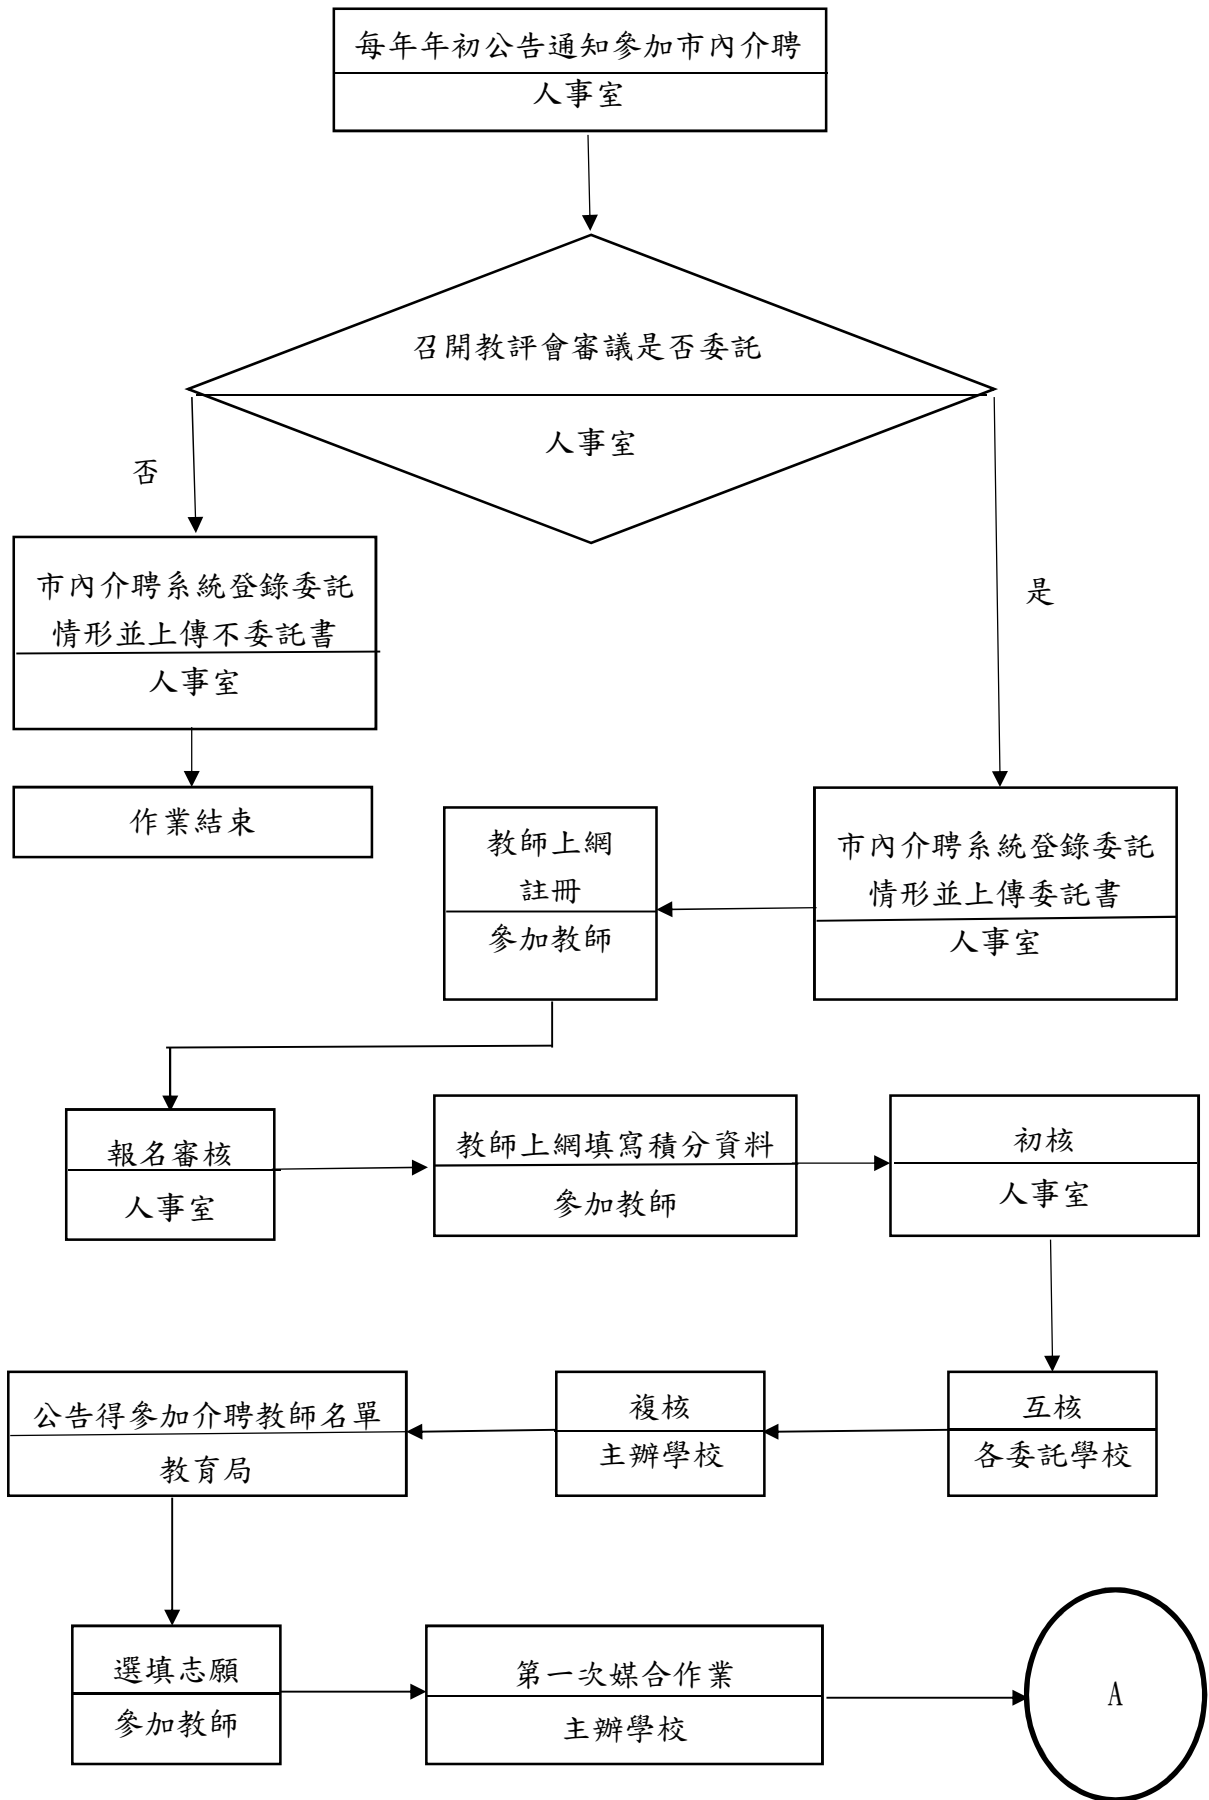 每年年初公告通知參加市內介聘
人事室
召開教評會審議是否委託
人事室
否
是
市內介聘系統登錄委託
情形並上傳不委託書
人事室
作業結束
市內介聘系統登錄委託
情形並上傳委託書
人事室
教師上網
註冊
參加教師
報名審核
人事室
教師上網填寫積分資料
參加教師
初核
人事室
互核
各委託學校
複核
主辦學校
公告得參加介聘教師名單
教育局
選填志願
參加教師
第一次媒合作業
主辦學校
A